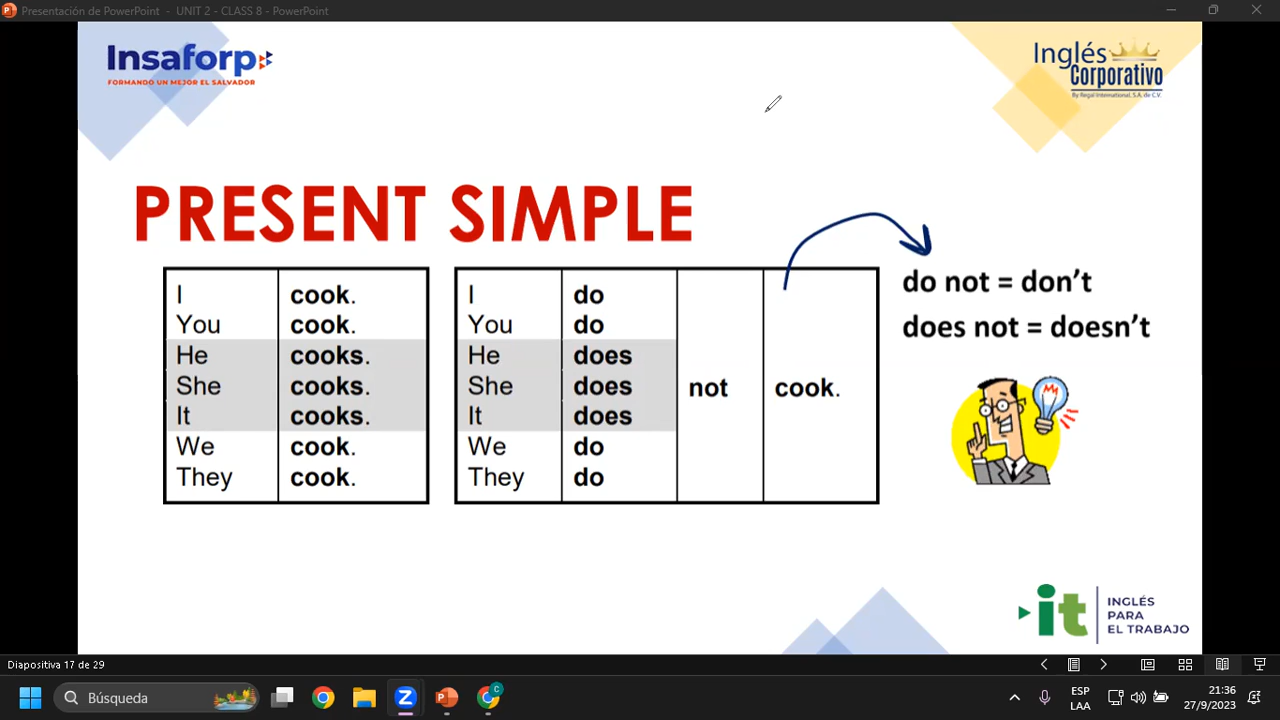 Presentación de PowerPoint - UNIT 2 - CLASS 8 - PowerPoint
Insaforp
FORMANDO UN MEJOR EL SALVADOR
Inglés
Corporativo
By Regal International, S.A. de C.V.
PRESENT SIMPLE
I cook.
You cook.
He cooks.
She cooks.
It cooks.
We cook.
They cook.
I do
You do
He does
She does
It does
We do
They do
not
cook.
do not = don't
does not = doesn't
it
INGLÉS
PARA
EL TRABAJO
Diapositiva 17 de 29
Búsqueda
ESP
LAA
21:36
27/9/2023